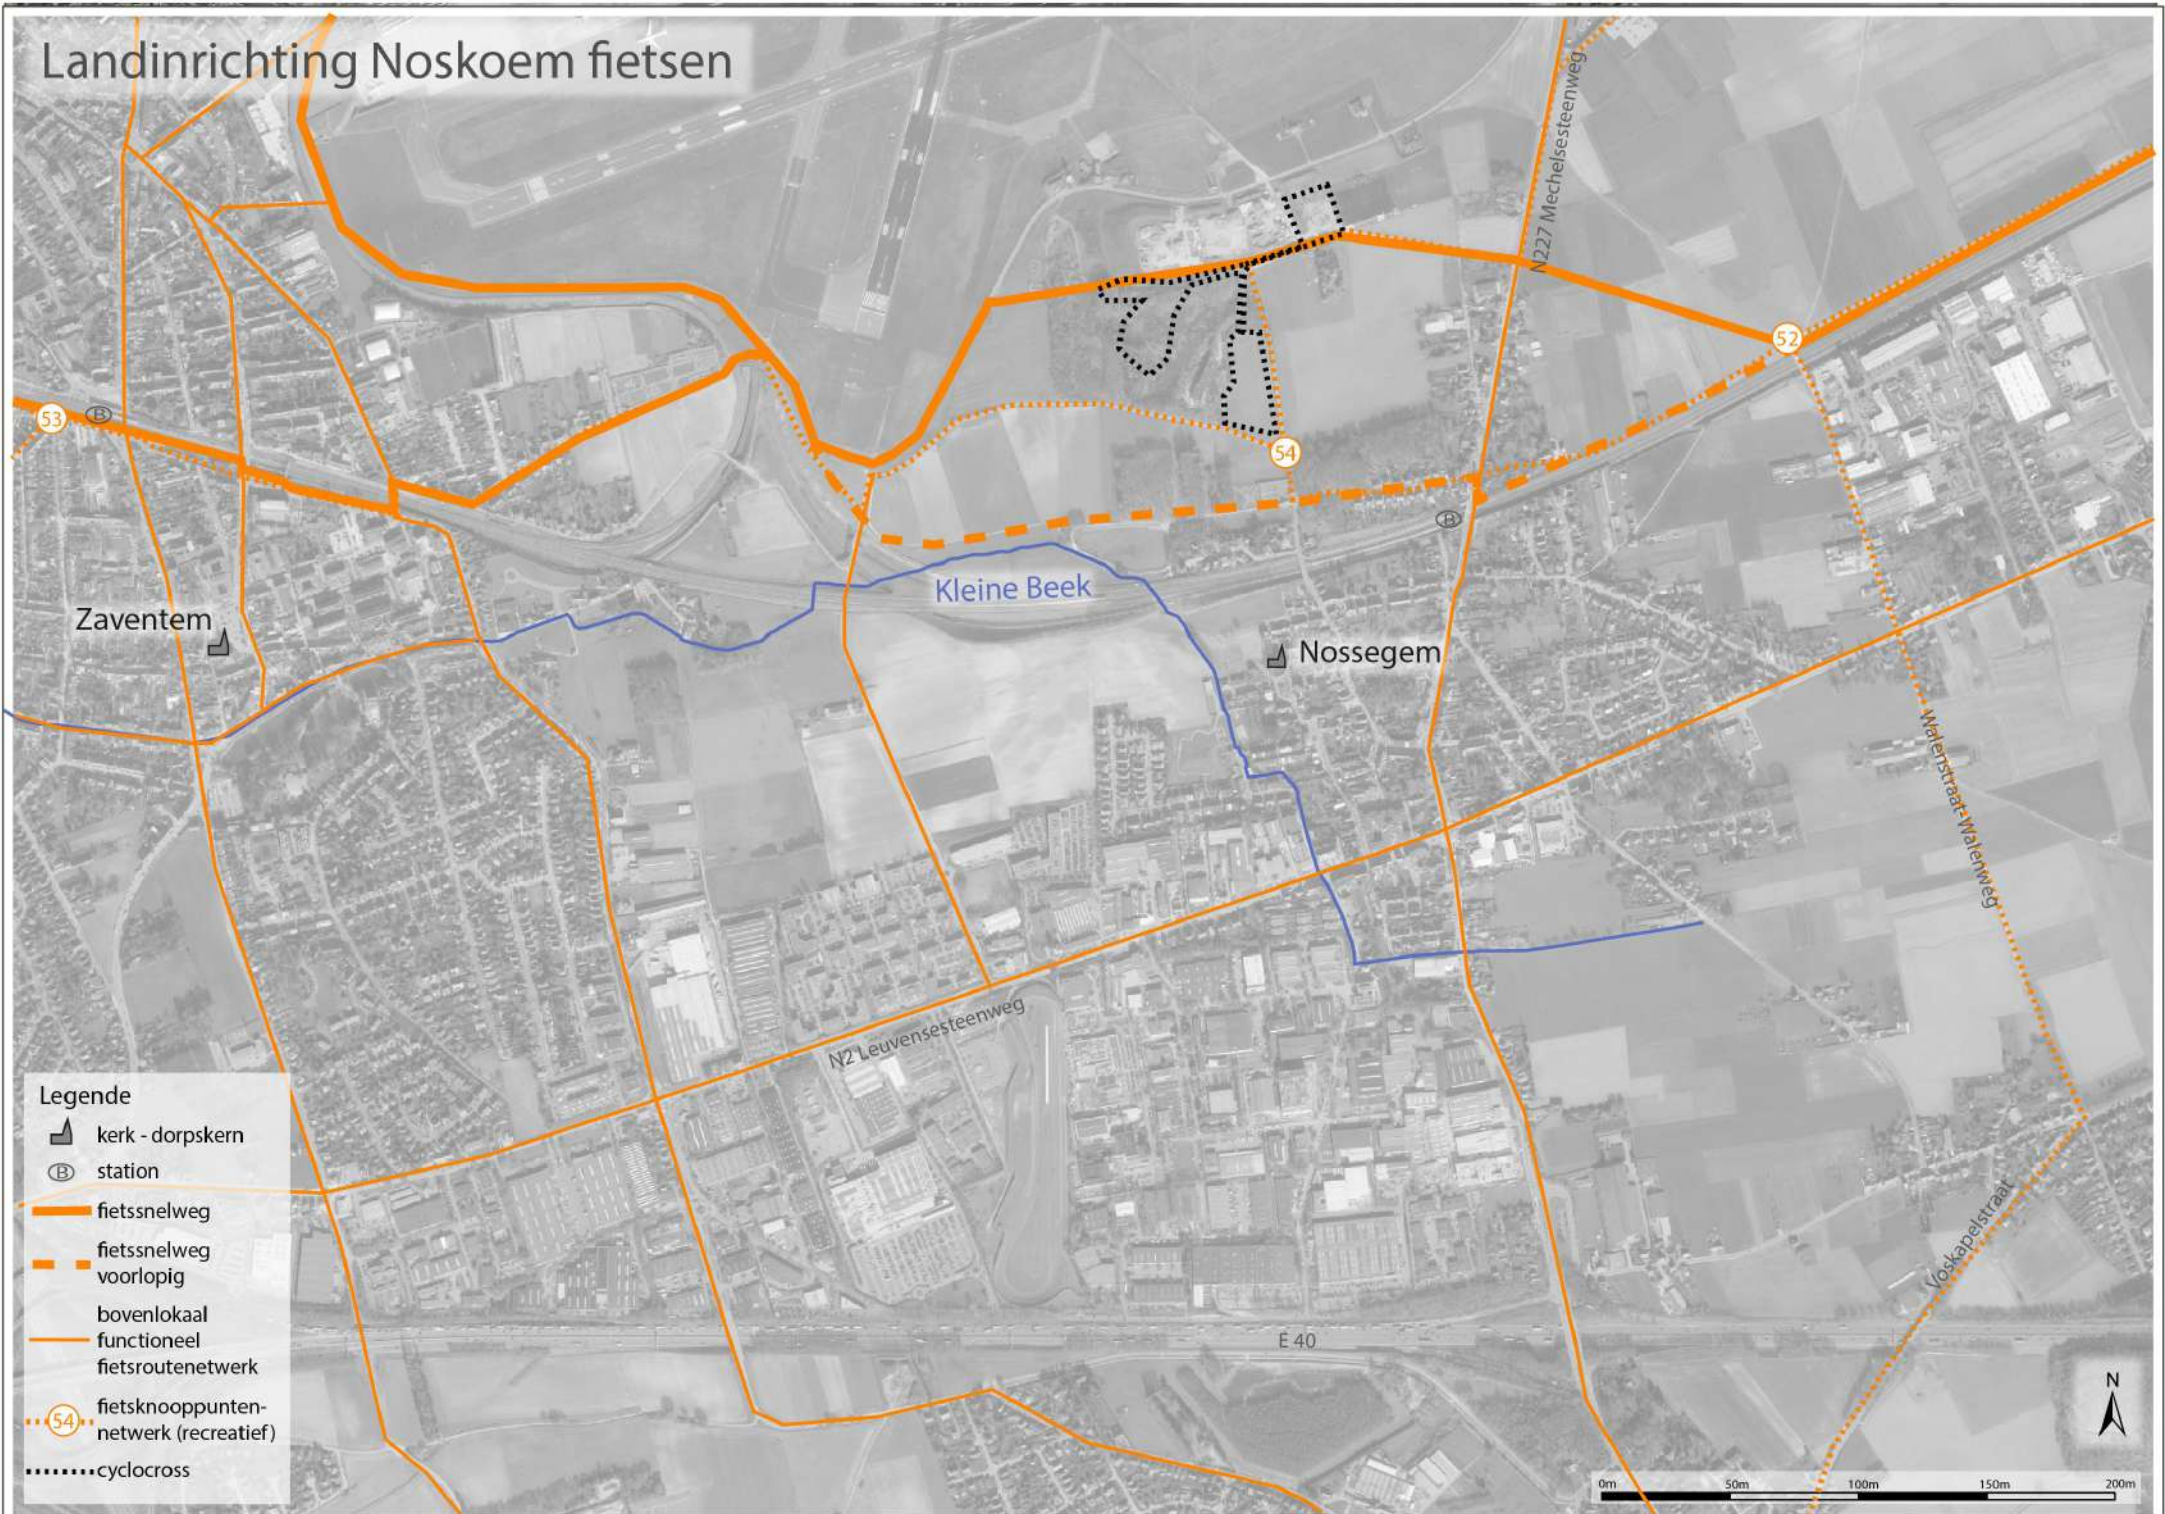 Landinrichting Noskoem fietsen
N227 Mechelsesteenweg
52
53
B
54
B
Kleine Beek
Zaventem
Nossegem
Walenstraat-Walenweg
N2 Leuvensesteenweg
Voskapelstraat
E 40
Legende
kerk - dorpskern
B station
fietssnelweg
fietssnelweg
voorlopig
bovenlokaal
functioneel
fietsroutenetwerk
fietsknooppunten-
54 netwerk (recreatief)
cyclocross
N
0m 50m 100m 150m 200m